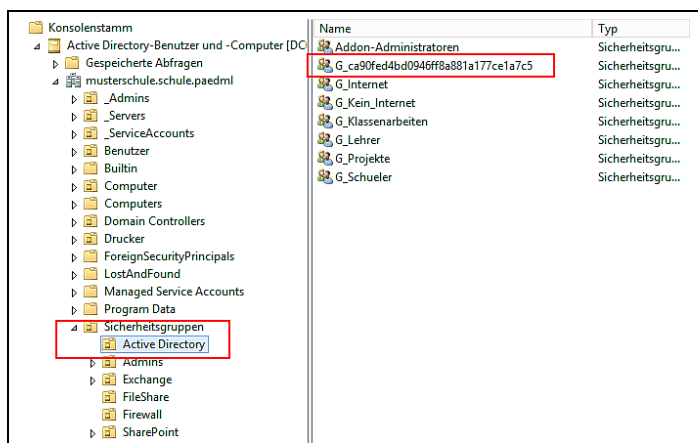 Konsolenstamm
Active Directory-Benutzer und -Computer [DC
Gespeicherte Abfragen
musterschule.schule.paedml
_Admins
_Servers
_ServiceAccounts
Benutzer
Builtin
Computer
Computers
Domain Controllers
Drucker
ForeignSecurityPrincipals
LostAndFound
Managed Service Accounts
Program Data
Sicherheitsgruppen
Active Directory
Admins
Exchange
FileShare
Firewall
SharePoint
Name Typ
Addon-Administratoren Sicherheitsgru...
G_ca90fed4bd0946ff8a881a177ce1a7c5 Sicherheitsgru...
G_Internet Sicherheitsgru...
G_Kein_Internet Sicherheitsgru...
G_Klassenarbeiten Sicherheitsgru...
G_Lehrer Sicherheitsgru...
G_Projekte Sicherheitsgru...
G_Schueler Sicherheitsgru...